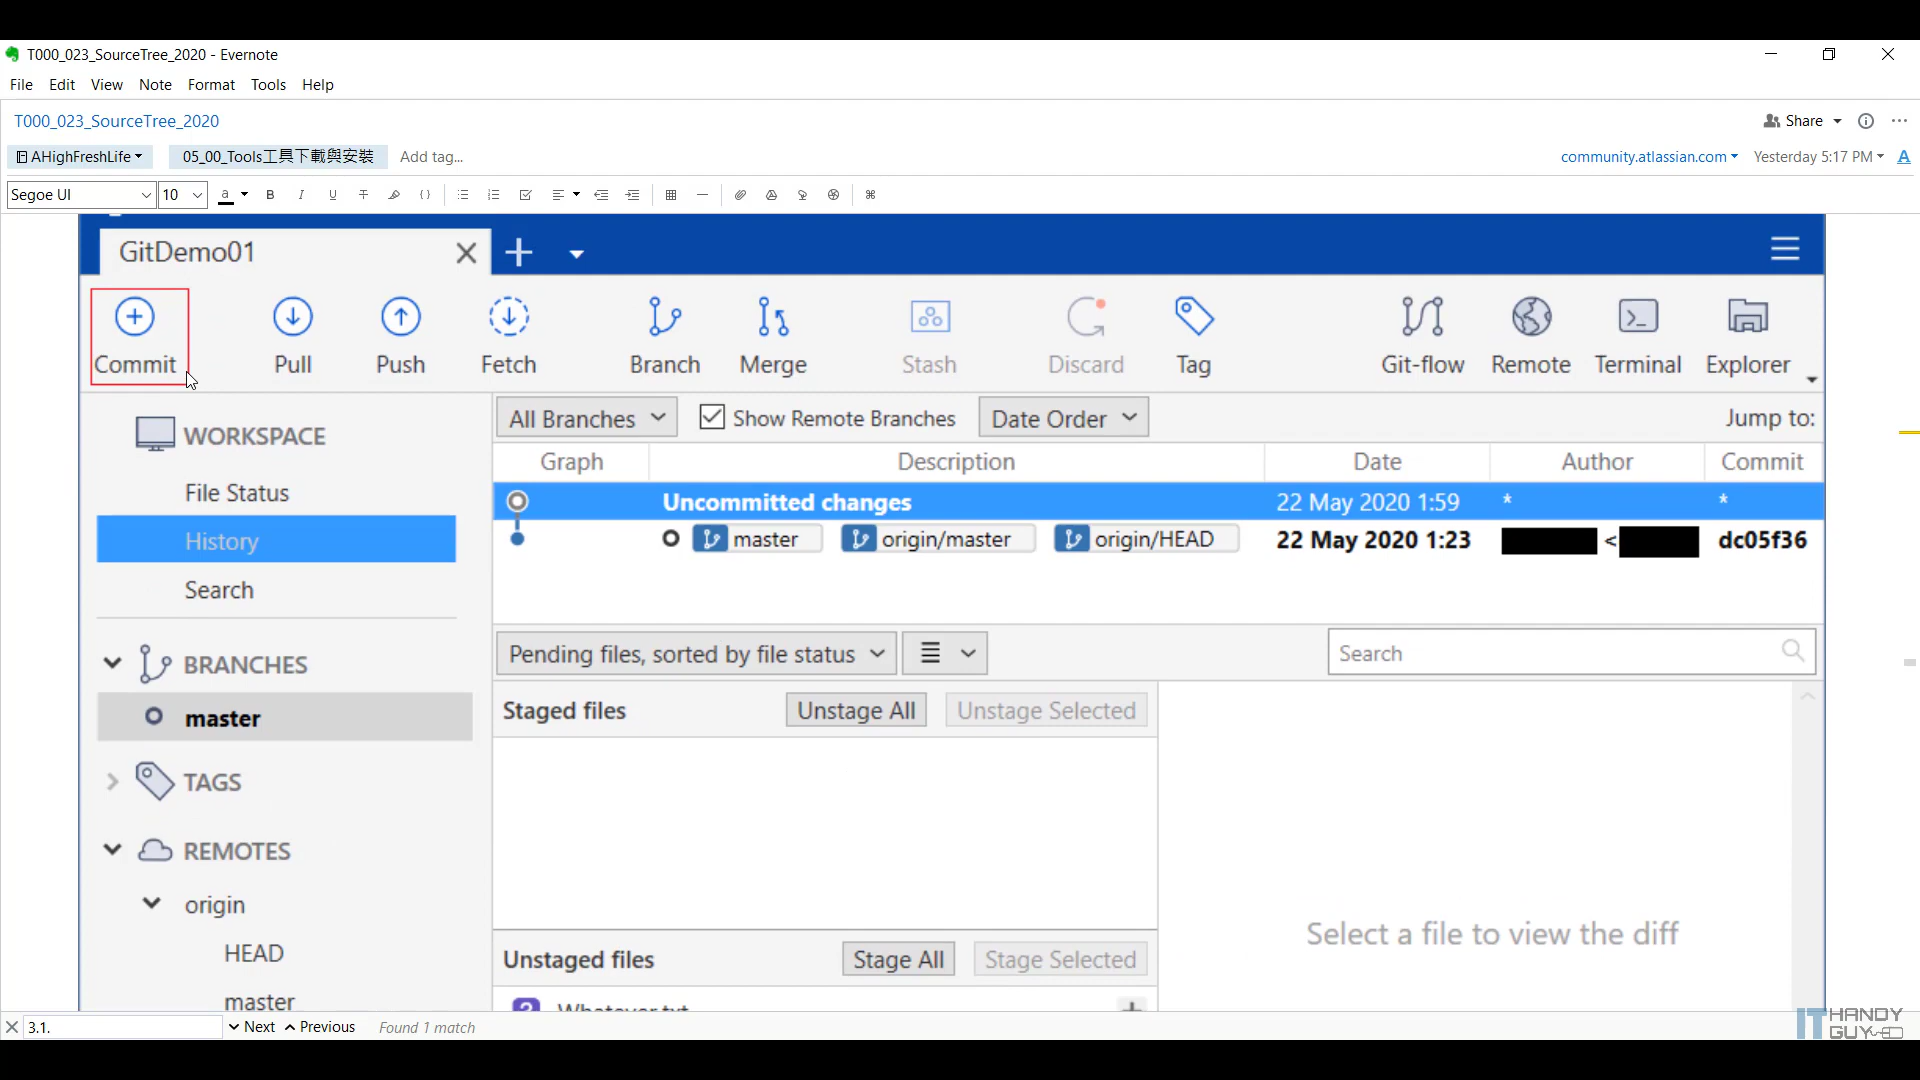 T000_023_SourceTree_2020 - Evernote
File Edit View Note Format Tools Help
T000_023_SourceTree_2020
Share
AHighFreshLife 05_00_Tools工具下載與安裝 Add tag...
community.atlassian.com Yesterday 5:17 PM A
Segoe UI 10 a B I U T
GitDemo01
Commit Pull Push Fetch Branch Merge Stash Discard Tag Git-flow Remote Terminal Explorer
WORKSPACE
File Status
History
Search
BRANCHES
master
TAGS
REMOTES
origin
HEAD
master
All Branches Show Remote Branches Date Order Jump to:
Graph Description Date Author Commit
Uncommitted changes 22 May 2020 1:59 * *
master origin/master origin/HEAD 22 May 2020 1:23 < dc05f36
Pending files, sorted by file status Search
Staged files Unstage All Unstage Selected
Select a file to view the diff
Unstaged files Stage All Stage Selected
Whatever.txt
3.1. Next Previous Found 1 match
IT HANDY
GUY